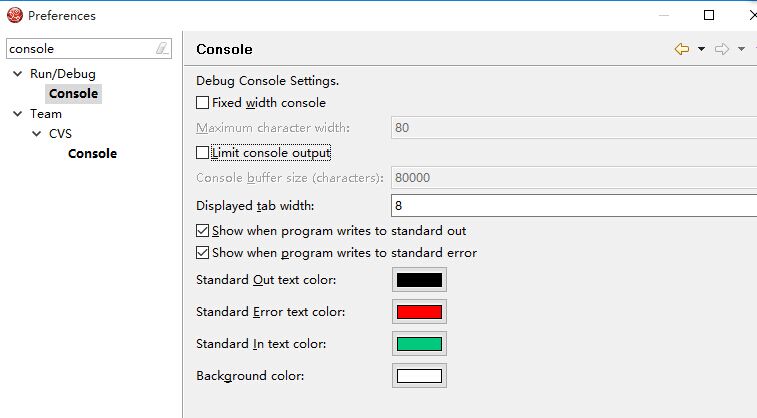 Preferences
console
Console
Run/Debug
Console
Team
CVS
Console
Debug Console Settings.
Fixed width console
Maximum character width:
80
Limit console output
Console buffer size (characters):
80000
Displayed tab width:
8
Show when program writes to standard out
Show when program writes to standard error
Standard Out text color:
Standard Error text color:
Standard In text color:
Background color: